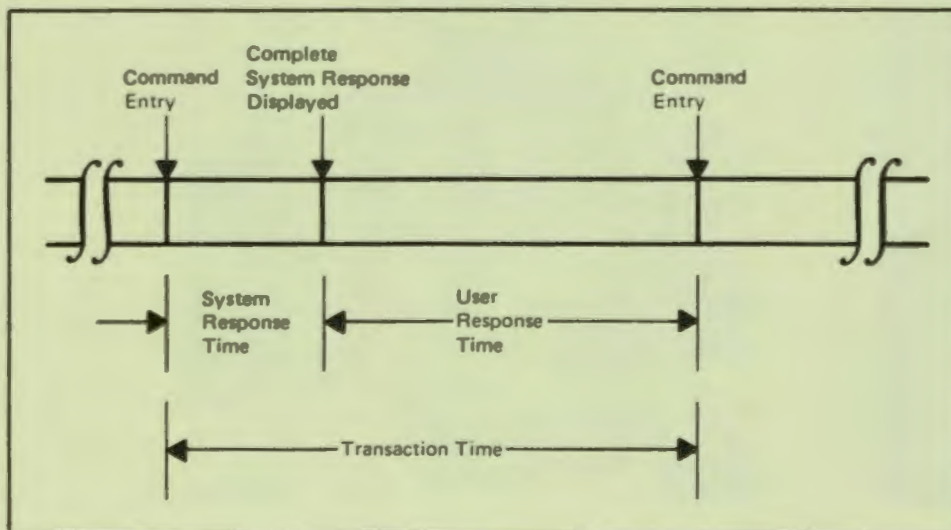 Command
Entry
Complete
System Response
Displayed
Command
Entry
System
Response
Time
User
Response
Time
Transaction Time